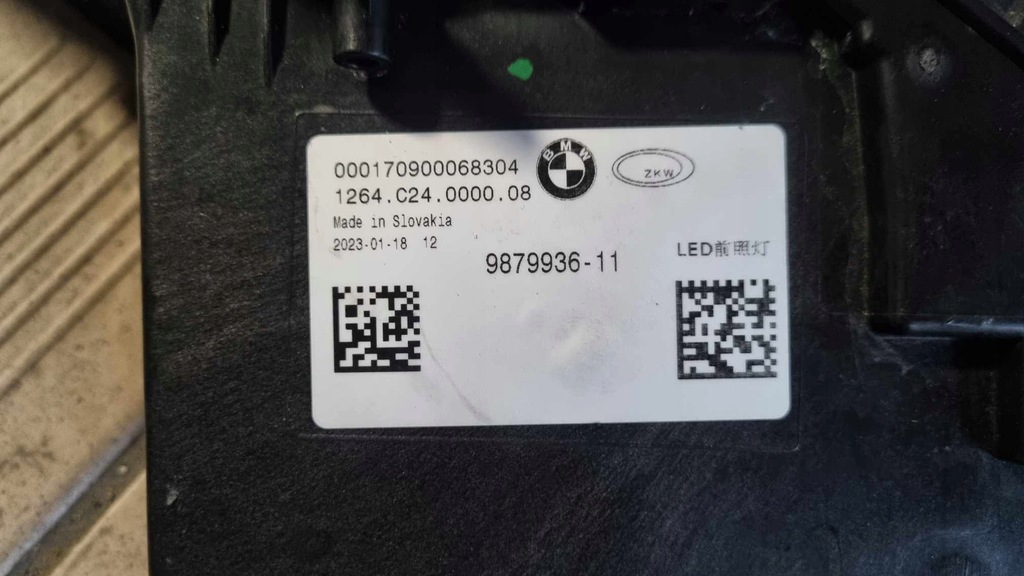 000170900068304
1264.C24.0000.08
BMW
ZKW
Made in Slovakia
2023-01-18 12
9879936-11
LED前照灯